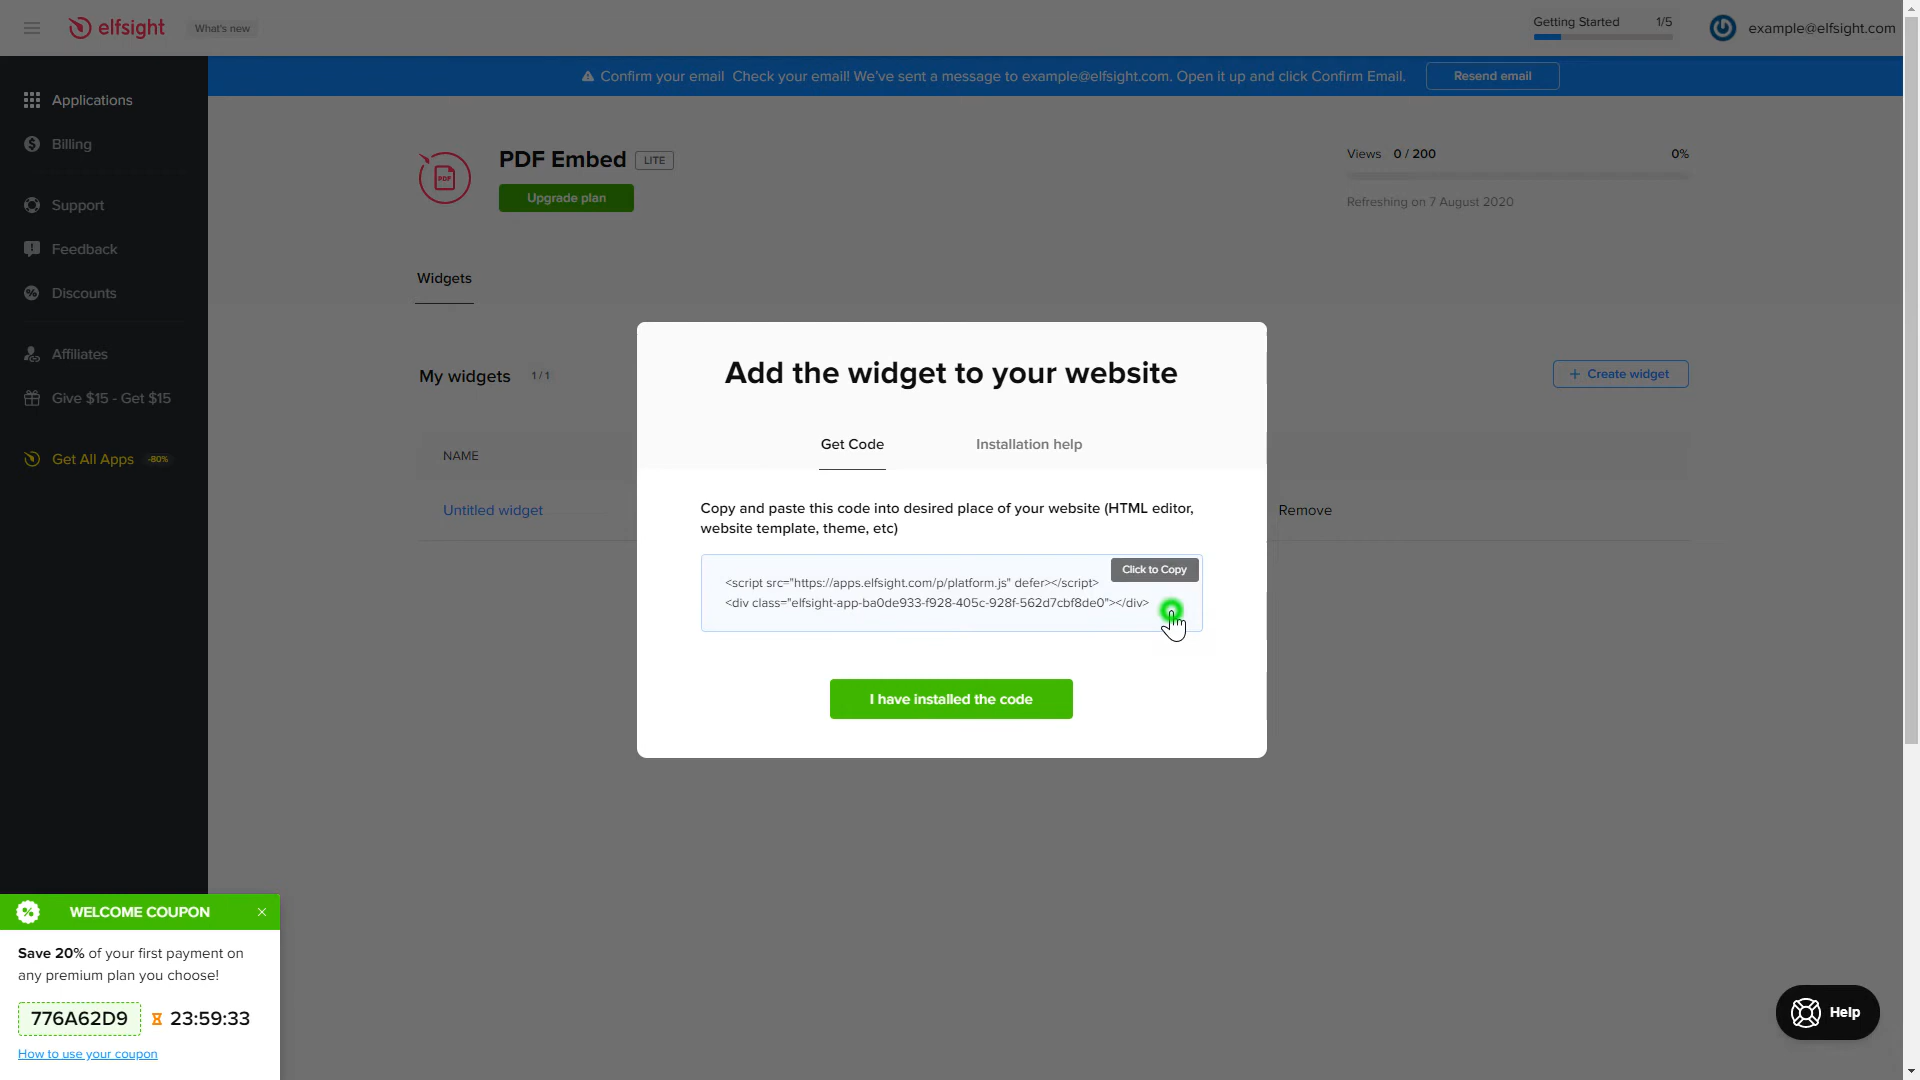 elfsight
What's new
Getting Started 1/5
example@elfsight.com
Confirm your email Check your email! We've sent a message to example@elfsight.com. Open it up and click Confirm Email.
Resend email
Applications
Billing
Support
Feedback
Discounts
Affiliates
Give $15 - Get $15
Get All Apps -80%
PDF
PDF Embed LITE
Upgrade plan
Views 0 / 200 0%
Refreshing on 7 August 2020
Widgets
My widgets 1 / 1
Create widget
NAME
Untitled widget
Remove
Add the widget to your website
Get Code Installation help
Copy and paste this code into desired place of your website (HTML editor,
website template, theme, etc)
Click to Copy
<script src="https://apps.elfsight.com/p/platform.js" defer></script>
<div class="elfsight-app-ba0de933-f928-405c-928f-562d7cbf8de0"></div>
I have installed the code
WELCOME COUPON
Save 20% of your first payment on
any premium plan you choose!
776A62D9 23:59:33
How to use your coupon
Help